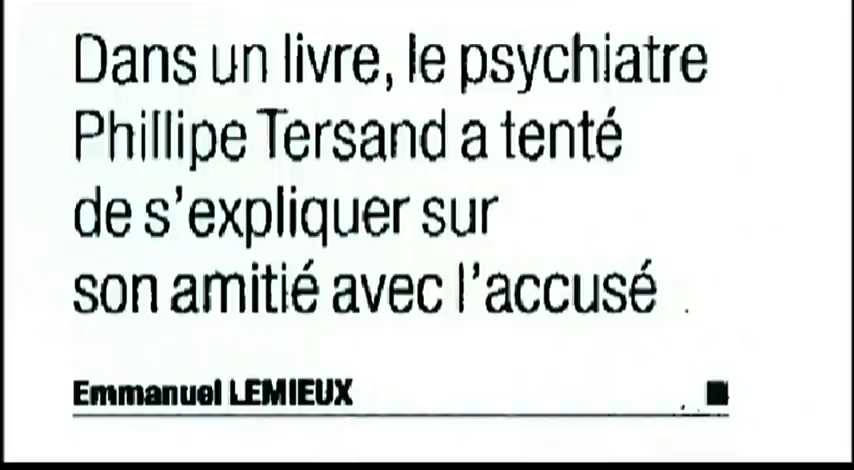 Dans un livre, le psychiatre
Phillipe Tersand a tenté
de s'expliquer sur
son amitié avec l'accusé
Emmanuel LEMIEUX